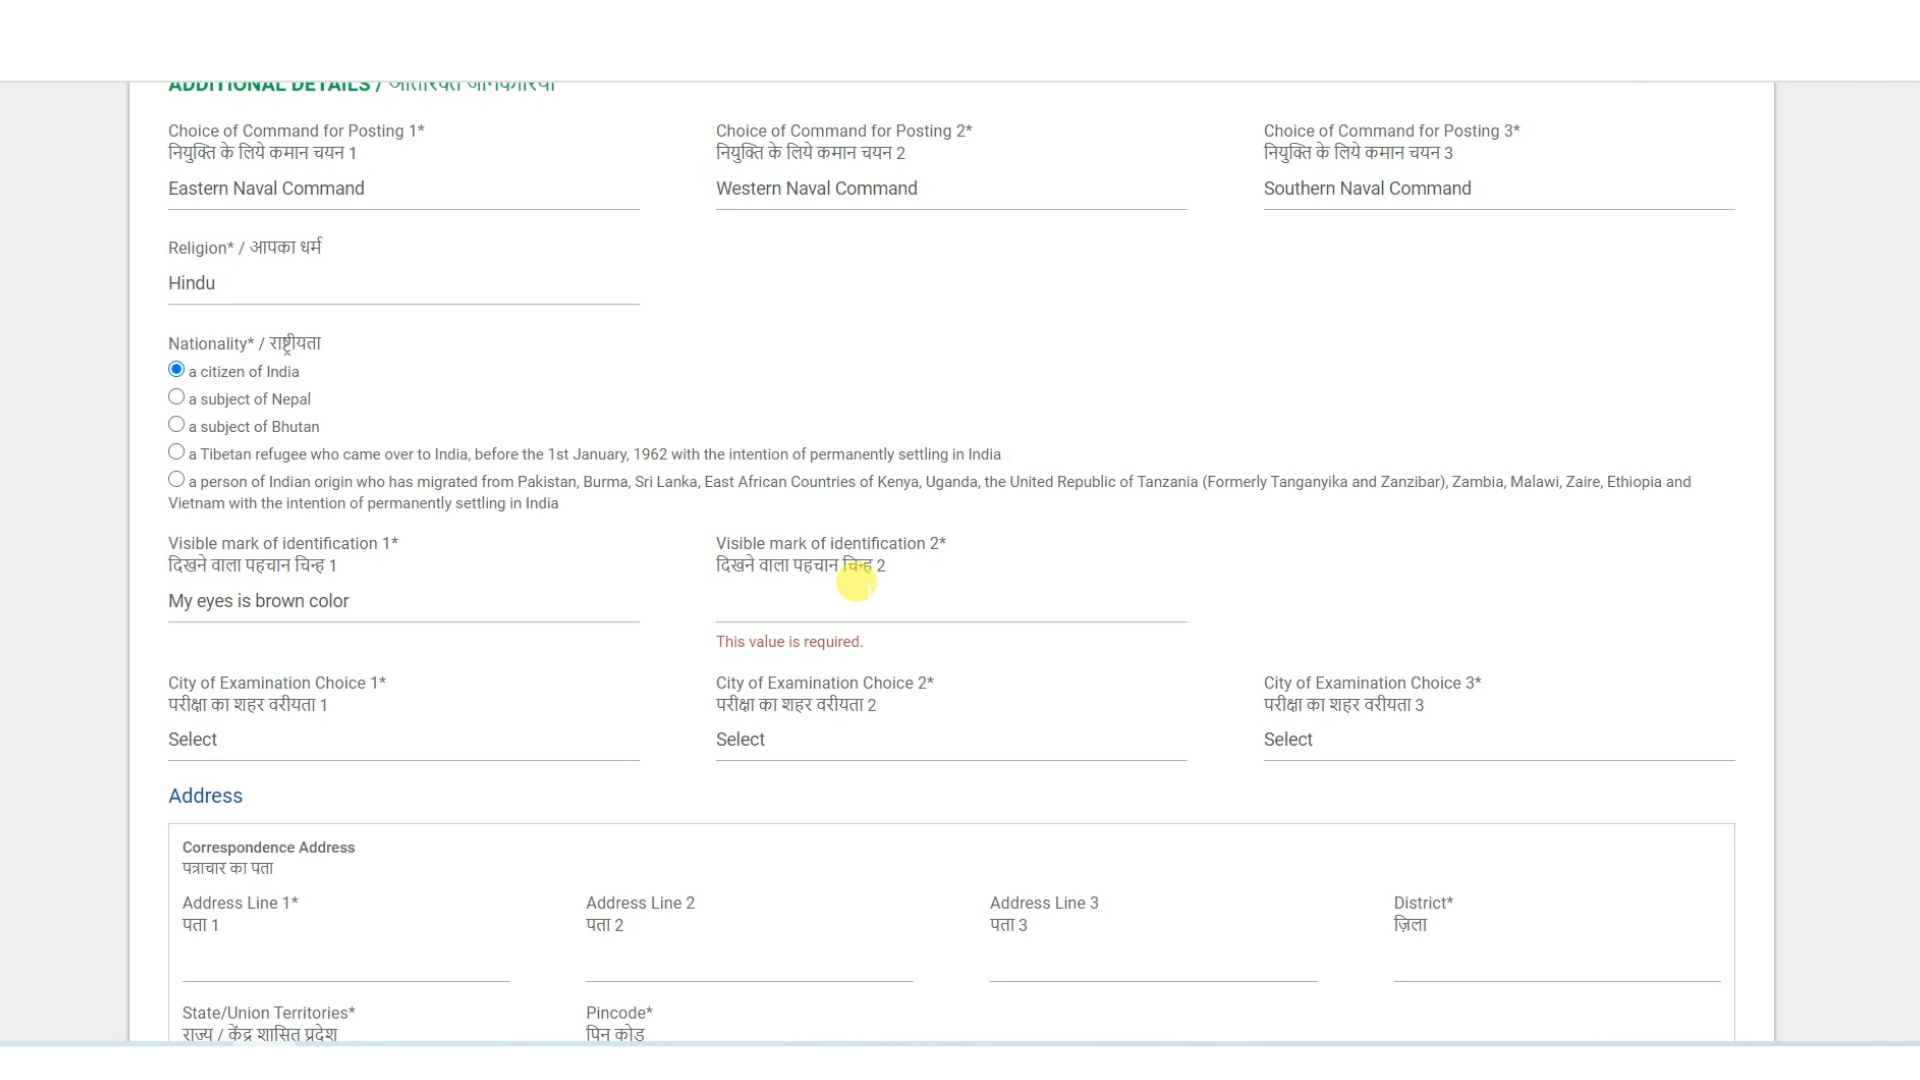 ADDITIONAL DETAILS / अतिरिक्त जानकारियां
Choice of Command for Posting 1*
नियुक्ति के लिये कमान चयन 1
Eastern Naval Command
Choice of Command for Posting 2*
नियुक्ति के लिये कमान चयन 2
Western Naval Command
Choice of Command for Posting 3*
नियुक्ति के लिये कमान चयन 3
Southern Naval Command
Religion* / आपका धर्म
Hindu
Nationality* / राष्ट्रीयता
a citizen of India
a subject of Nepal
a subject of Bhutan
a Tibetan refugee who came over to India, before the 1st January, 1962 with the intention of permanently settling in India
a person of Indian origin who has migrated from Pakistan, Burma, Sri Lanka, East African Countries of Kenya, Uganda, the United Republic of Tanzania (Formerly Tanganyika and Zanzibar), Zambia, Malawi, Zaire, Ethiopia and
Vietnam with the intention of permanently settling in India
Visible mark of identification 1*
दिखने वाला पहचान चिन्ह 1
My eyes is brown color
Visible mark of identification 2*
दिखने वाला पहचान चिन्ह 2
This value is required.
City of Examination Choice 1*
परीक्षा का शहर वरीयता 1
Select
City of Examination Choice 2*
परीक्षा का शहर वरीयता 2
Select
City of Examination Choice 3*
परीक्षा का शहर वरीयता 3
Select
Address
Correspondence Address
पत्राचार का पता
Address Line 1*
पता 1
Address Line 2
पता 2
Address Line 3
पता 3
District*
ज़िला
State/Union Territories*
राज्य / केंद्र शासित प्रदेश
Pincode*
पिन कोड